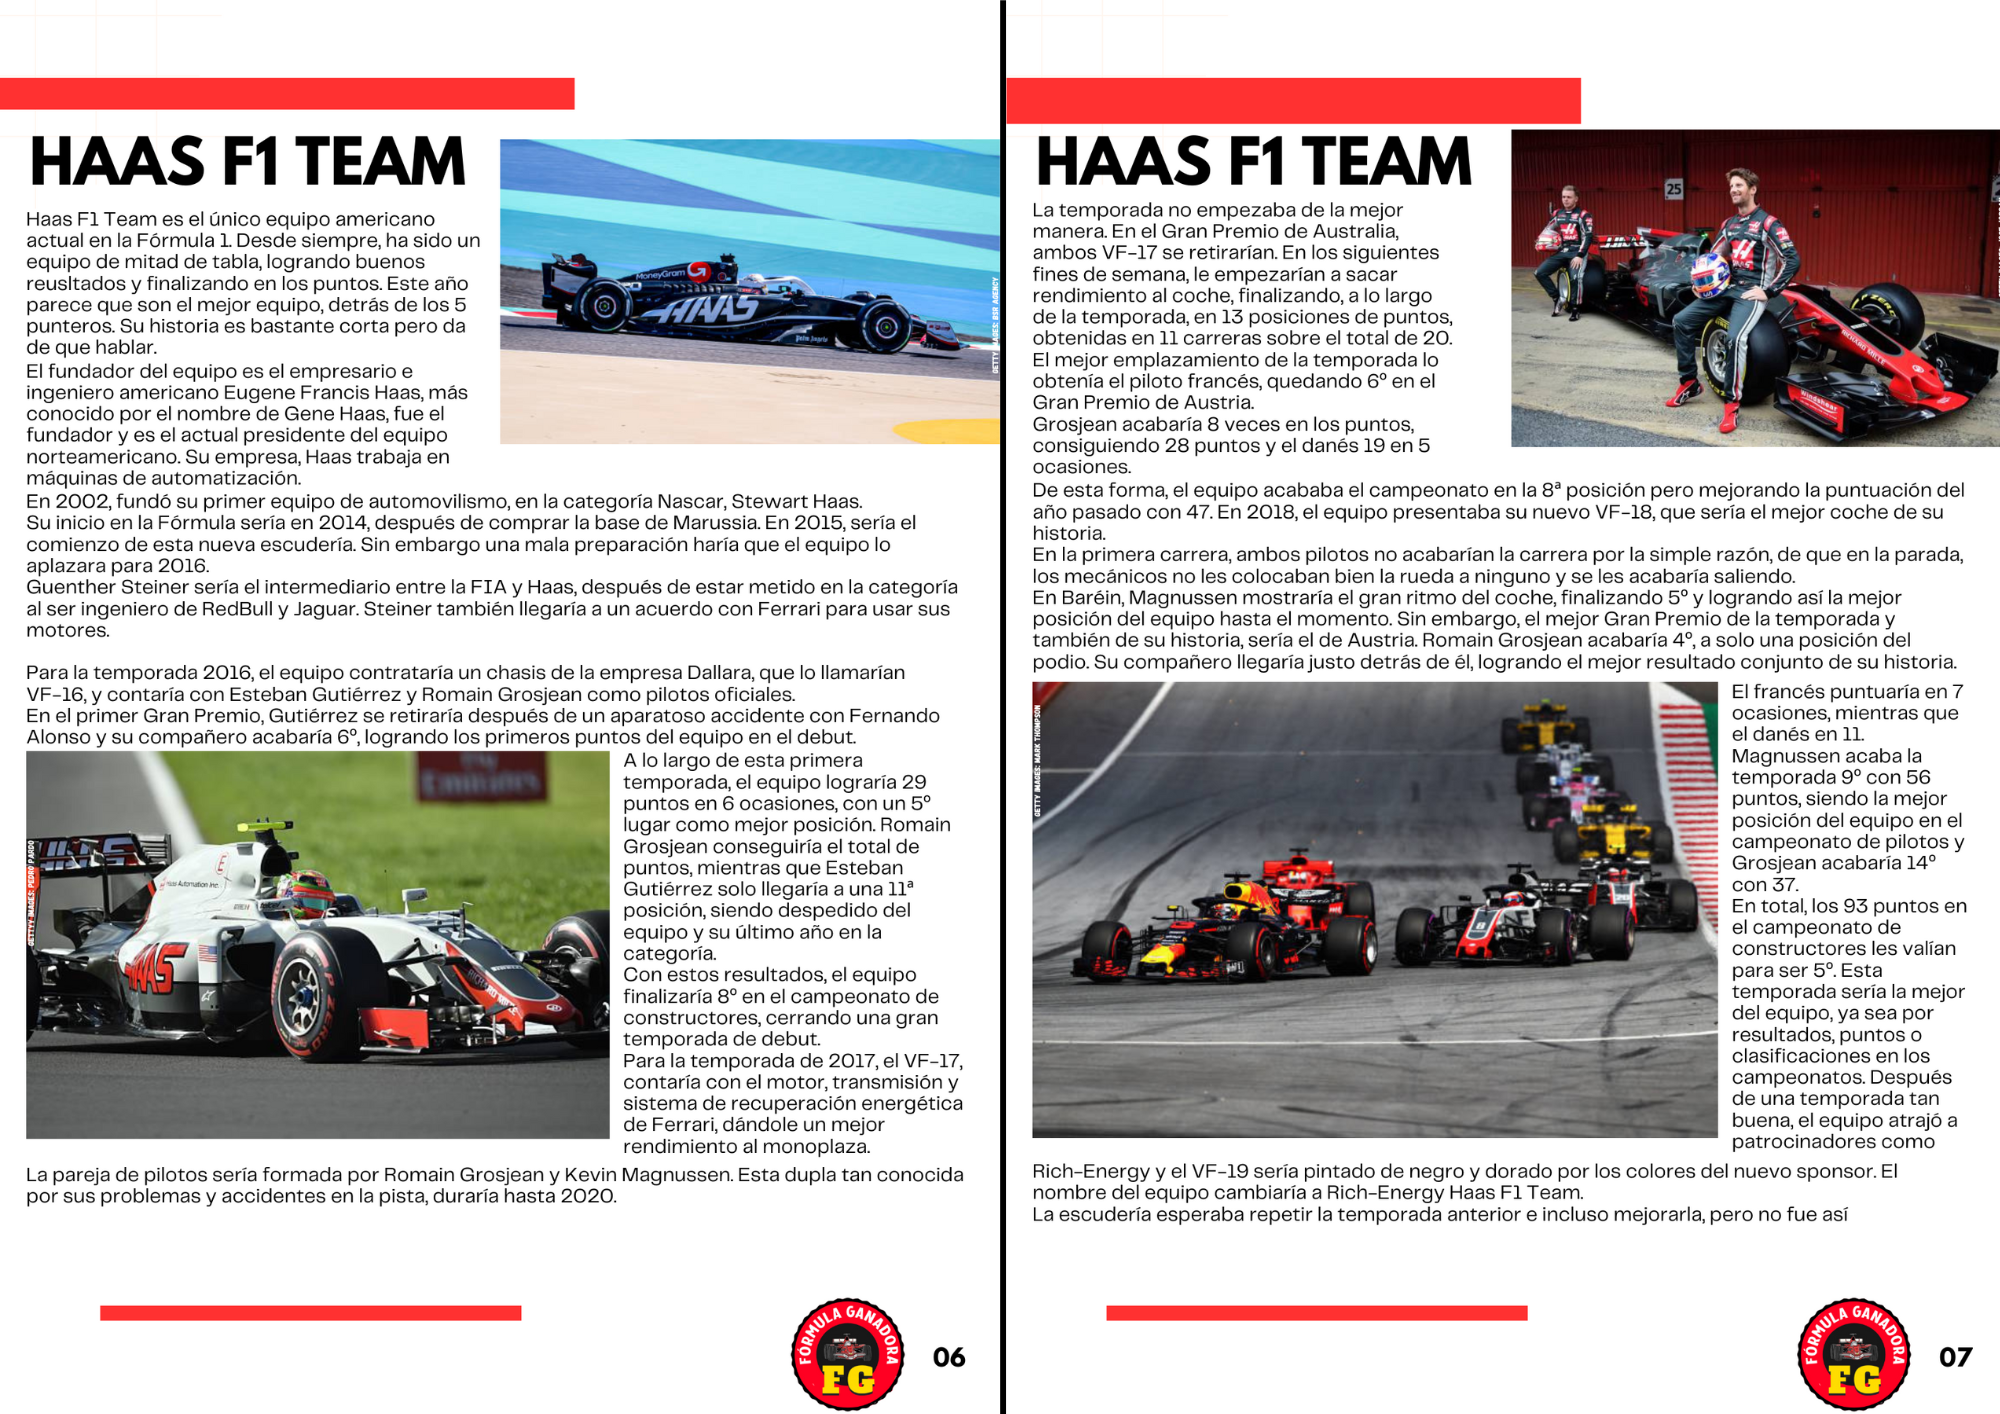 HAAS F1 TEAM
Haas F1 Team es el único equipo americano
actual en la Fórmula 1. Desde siempre, ha sido un
equipo de mitad de tabla, logrando buenos
reusltados y finalizando en los puntos. Este año
parece que son el mejor equipo, detrás de los 5
punteros. Su historia es bastante corta pero da
de que hablar.
El fundador del equipo es el empresario e
ingeniero americano Eugene Francis Haas, más
conocido por el nombre de Gene Haas, fue el
fundador y es el actual presidente del equipo
norteamericano. Su empresa, Haas trabaja en
máquinas de automatización.
En 2002, fundó su primer equipo de automovilismo, en la categoría Nascar, Stewart Haas.
Su inicio en la Fórmula sería en 2014, después de comprar la base de Marussia. En 2015, sería el
comienzo de esta nueva escudería. Sin embargo una mala preparación haría que el equipo lo
aplazara para 2016.
Guenther Steiner sería el intermediario entre la FIA y Haas, después de estar metido en la categoría
al ser ingeniero de RedBull y Jaguar. Steiner también llegaría a un acuerdo con Ferrari para usar sus
motores.
Para la temporada 2016, el equipo contrataría un chasis de la empresa Dallara, que lo llamarían
VF-16, y contaría con Esteban Gutiérrez y Romain Grosjean como pilotos oficiales.
En el primer Gran Premio, Gutiérrez se retiraría después de un aparatoso accidente con Fernando
Alonso y su compañero acabaría 6º, logrando los primeros puntos del equipo en el debut.
A lo largo de esta primera
temporada, el equipo lograría 29
puntos en 6 ocasiones, con un 5º
lugar como mejor posición. Romain
Grosjean conseguiría el total de
puntos, mientras que Esteban
Gutiérrez solo llegaría a una 11ª
posición, siendo despedido del
equipo y su último año en la
categoría.
Con estos resultados, el equipo
finalizaría 8º en el campeonato de
constructores, cerrando una gran
temporada de debut.
Para la temporada de 2017, el VF-17,
contaría con el motor, transmisión y
sistema de recuperación energética
de Ferrari, dándole un mejor
rendimiento al monoplaza.
La pareja de pilotos sería formada por Romain Grosjean y Kevin Magnussen. Esta dupla tan conocida
por sus problemas y accidentes en la pista, duraría hasta 2020.
MoneyGram
HAAS
Palm Angels
GETTY IMAGES: BSR AGENCY
GETTY IMAGES: PEDRO PARDO
Fly
Emirates
Haas Automation Inc.
HAAS
RICHARD MILLE
P ZERO
FÓRMULA GANADORA
FG
06
HAAS F1 TEAM
La temporada no empezaba de la mejor
manera. En el Gran Premio de Australia,
ambos VF-17 se retirarían. En los siguientes
fines de semana, le empezarían a sacar
rendimiento al coche, finalizando, a lo largo
de la temporada, en 13 posiciones de puntos,
obtenidas en 11 carreras sobre el total de 20.
El mejor emplazamiento de la temporada lo
obtenía el piloto francés, quedando 6º en el
Gran Premio de Austria.
Grosjean acabaría 8 veces en los puntos,
consiguiendo 28 puntos y el danés 19 en 5
ocasiones.
De esta forma, el equipo acababa el campeonato en la 8ª posición pero mejorando la puntuación del
año pasado con 47. En 2018, el equipo presentaba su nuevo VF-18, que sería el mejor coche de su
historia.
En la primera carrera, ambos pilotos no acabarían la carrera por la simple razón, de que en la parada,
los mecánicos no les colocaban bien la rueda a ninguno y se les acabaría saliendo.
En Baréin, Magnussen mostraría el gran ritmo del coche, finalizando 5º y logrando así la mejor
posición del equipo hasta el momento. Sin embargo, el mejor Gran Premio de la temporada y
también de su historia, sería el de Austria. Romain Grosjean acabaría 4º, a solo una posición del
podio. Su compañero llegaría justo detrás de él, logrando el mejor resultado conjunto de su historia.
El francés puntuaría en 7
ocasiones, mientras que
el danés en 11.
Magnussen acaba la
temporada 9º con 56
puntos, siendo la mejor
posición del equipo en el
campeonato de pilotos y
Grosjean acabaría 14º
con 37.
En total, los 93 puntos en
el campeonato de
constructores les valían
para ser 5º. Esta
temporada sería la mejor
del equipo, ya sea por
resultados, puntos o
clasificaciones en los
campeonatos. Después
de una temporada tan
buena, el equipo atrajó a
patrocinadores como
Rich-Energy y el VF-19 sería pintado de negro y dorado por los colores del nuevo sponsor. El
nombre del equipo cambiaría a Rich-Energy Haas F1 Team.
La escudería esperaba repetir la temporada anterior e incluso mejorarla, pero no fue así
25
RICHARD MILLE
Windshear
GETTY IMAGES: MARK THOMPSON
8
FÓRMULA GANADORA
FG
07